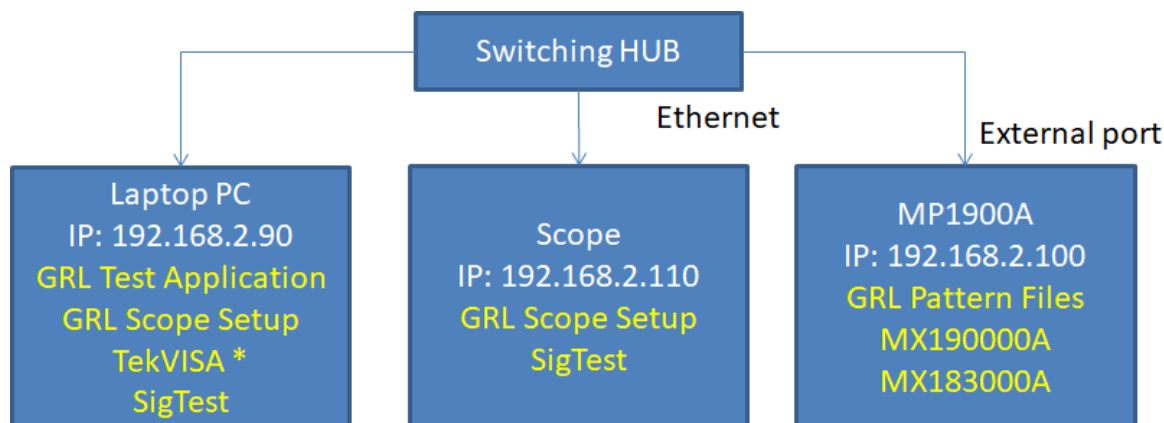 Switching HUB
Ethernet
External port
Laptop PC
IP: 192.168.2.90
GRL Test Application
GRL Scope Setup
TekVISA *
SigTest
Scope
IP: 192.168.2.110
GRL Scope Setup
SigTest
MP1900A
IP: 192.168.2.100
GRL Pattern Files
MX190000A
MX183000A